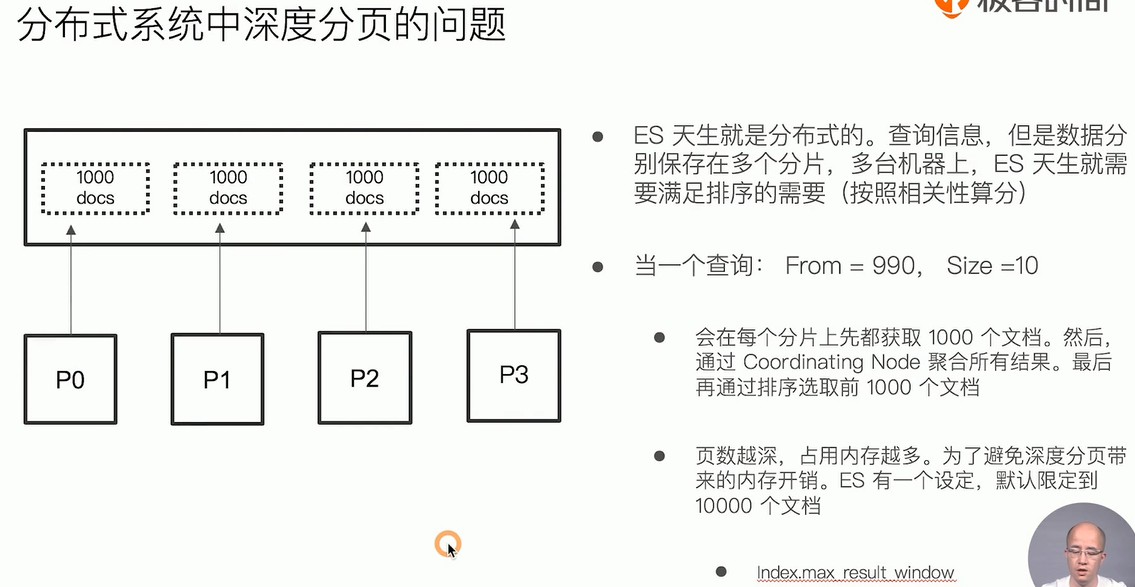 分布式系统中深度分页的问题
极客时间
1000
docs
1000
docs
1000
docs
1000
docs
P0
P1
P2
P3
ES 天生就是分布式的。查询信息，但是数据分
别保存在多个分片，多台机器上，ES 天生就需
要满足排序的需要（按照相关性算分）
当一个查询： From = 990， Size =10
会在每个分片上先都获取 1000 个文档。然后，
通过 Coordinating Node 聚合所有结果。最后
再通过排序选取前 1000 个文档
页数越深，占用内存越多。为了避免深度分页带
来的内存开销。ES 有一个设定，默认限定到
10000 个文档
Index.max_result_window